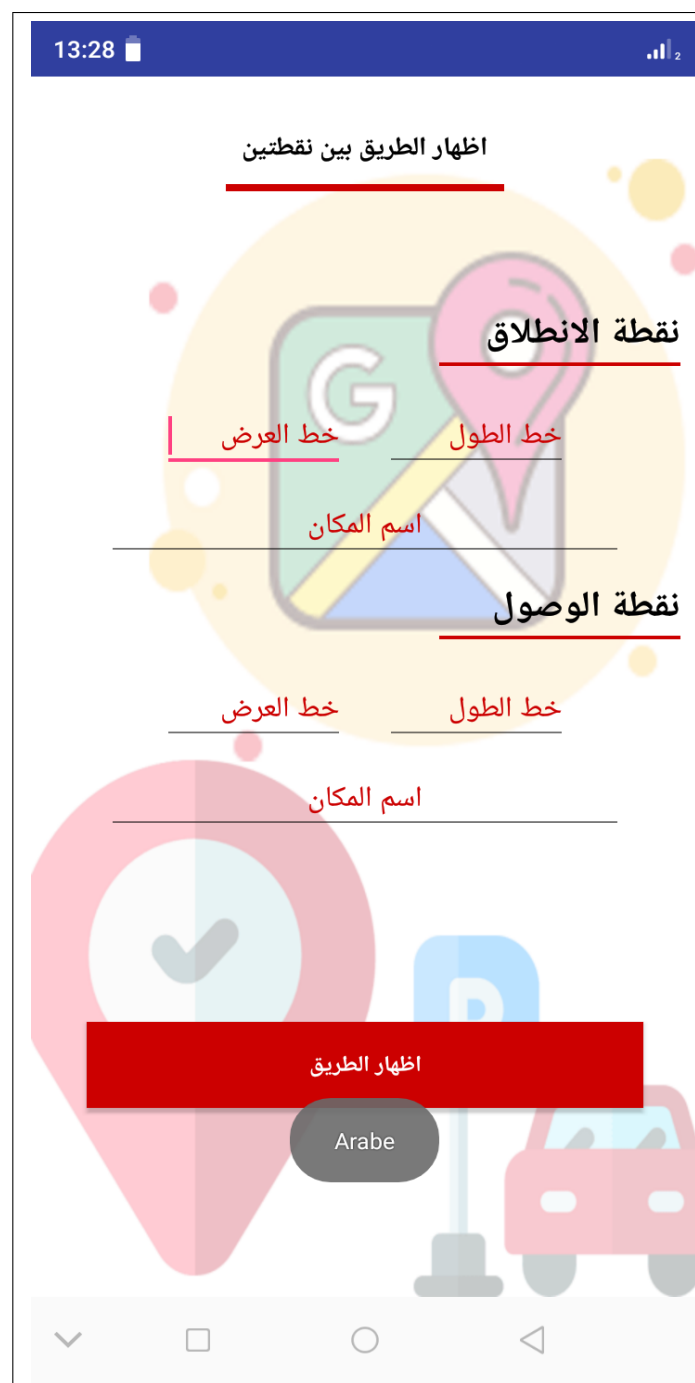 13:28
2
اظهار الطريق بين نقطتين
نقطة الانطلاق
G
خط الطول خط العرض
اسم المكان
نقطة الوصول
خط الطول خط العرض
اسم المكان
P
اظهار الطريق
Arabe